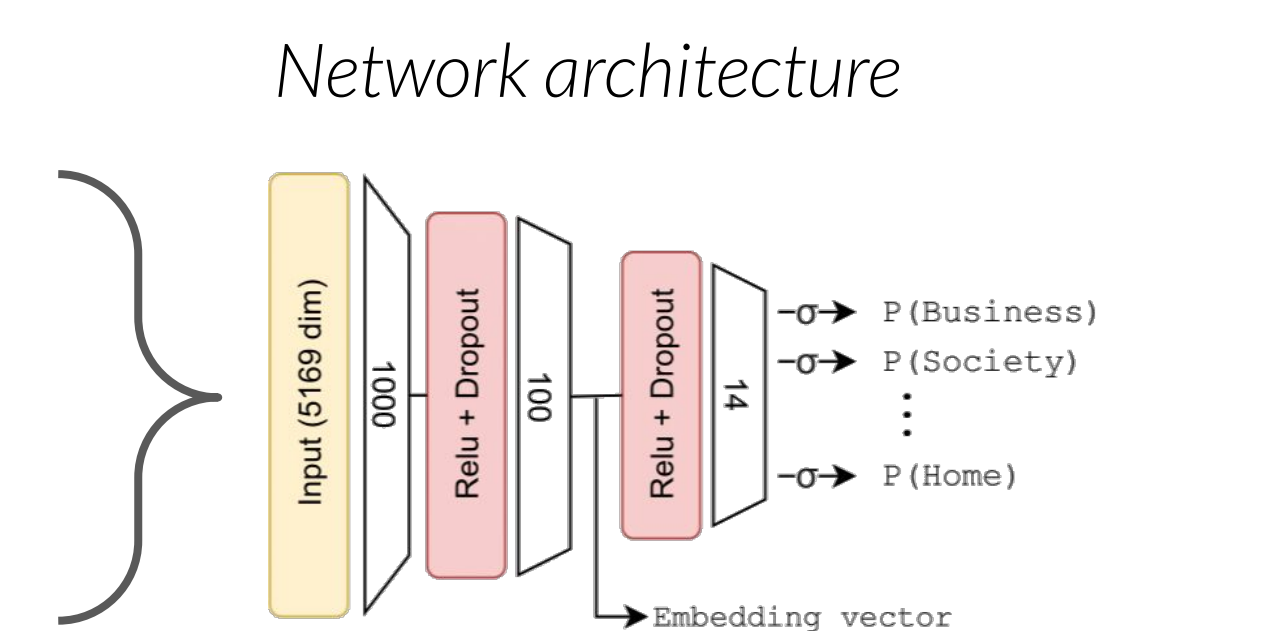 Network architecture
Input (5169 dim)
1000
Relu + Dropout
100
Relu + Dropout
14
σ P(Business)
σ P(Society)
⋮
σ P(Home)
Embedding vector